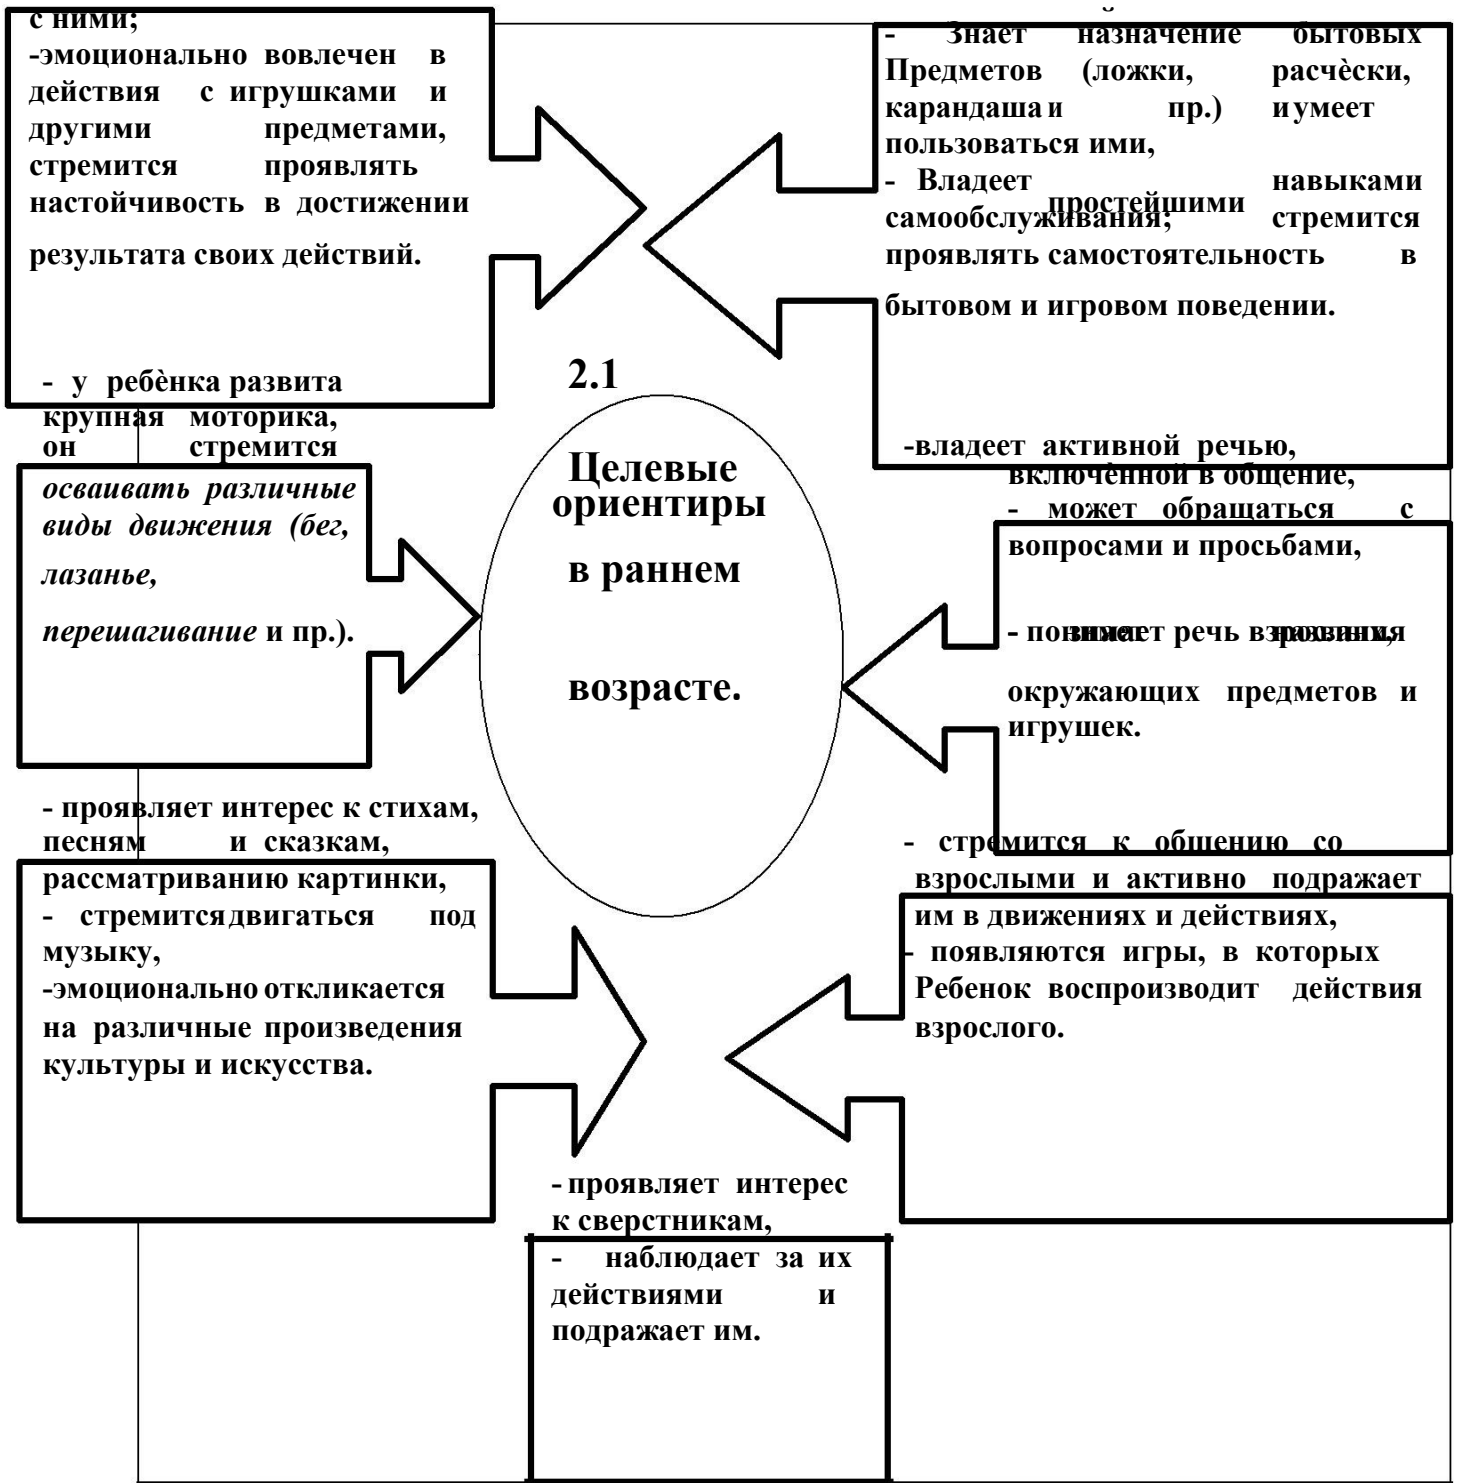 с ними;
-эмоционально вовлечен в
действия с игрушками и
другими предметами,
стремится проявлять
настойчивость в достижении
результата своих действий.
- Знает назначение бытовых
Предметов (ложки, расчѐски,
карандаша и пр.) и умеет
пользоваться ими,
- Владеет навыками
простейшими
самообслуживания; стремится
проявлять самостоятельность в
бытовом и игровом поведении.
- у ребѐнка развита
крупная моторика,
он стремится
осваивать различные
виды движения (бег,
лазанье,
перешагивание и пр.).
2.1
Целевые
ориентиры
в раннем
возрасте.
-владеет активной речью,
включѐнной в общение,
- может обращаться с
вопросами и просьбами,
- понимает речь взрослых,
окружающих предметов и
игрушек.
- проявляет интерес к стихам,
песням и сказкам,
рассматриванию картинки,
- стремится двигаться под
музыку,
-эмоционально откликается
на различные произведения
культуры и искусства.
- стремится к общению со
взрослыми и активно подражает
им в движениях и действиях,
- появляются игры, в которых
Ребенок воспроизводит действия
взрослого.
- проявляет интерес
к сверстникам,
- наблюдает за их
действиями и
подражает им.